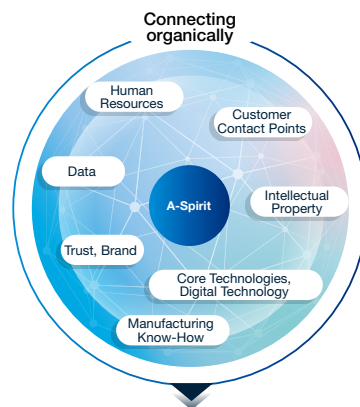 Connecting
organically
Human
Resources
Customer
Contact Points
Data
A-Spirit
Intellectual
Property
Trust, Brand
Core Technologies,
Digital Technology
Manufacturing
Know-How